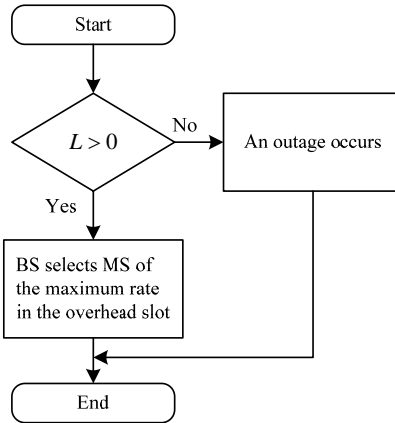 Start
L > 0
No
An outage occurs
Yes
BS selects MS of
the maximum rate
in the overhead slot
End